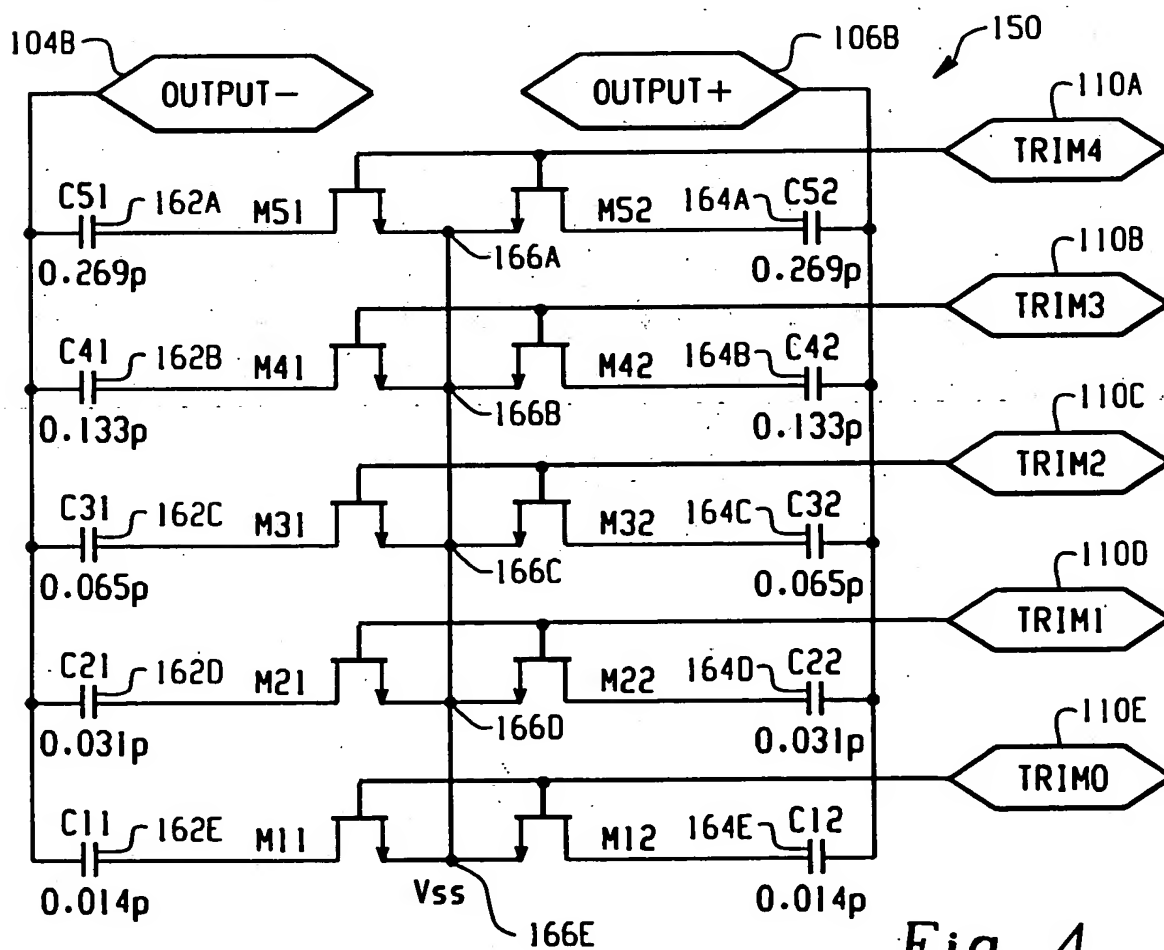 104B
106B
150
OUTPUT-
OUTPUT+
110A
TRIM4
C51
162A
M51
M52
164A
C52
0.269p
166A
0.269p
110B
TRIM3
C41
162B
M41
M42
164B
C42
0.133p
166B
0.133p
110C
TRIM2
C31
162C
M31
M32
164C
C32
0.065p
166C
0.065p
110D
TRIM1
C21
162D
M21
M22
164D
C22
0.031p
166D
0.031p
110E
TRIM0
C11
162E
M11
M12
164E
C12
0.014p
Vss
0.014p
166E
Fig. 4